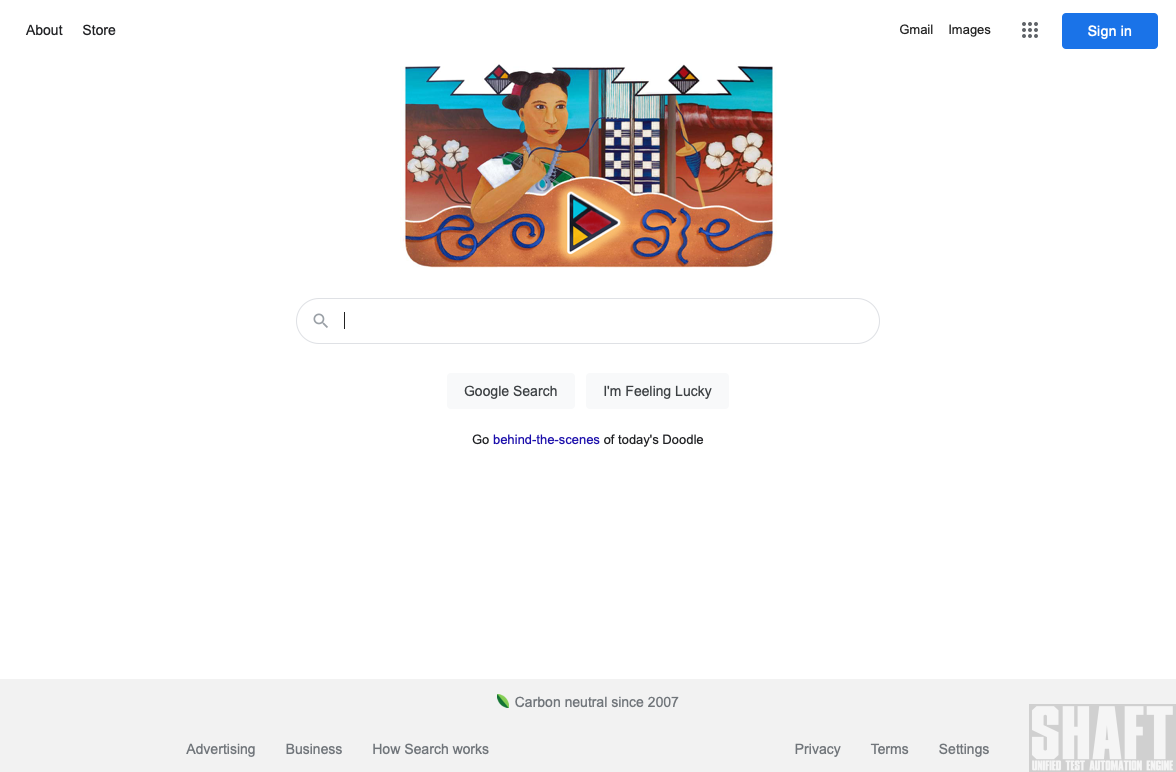 About Store
Gmail Images Sign in
Google
Google Search I'm Feeling Lucky
Go behind-the-scenes of today's Doodle
Carbon neutral since 2007
Advertising Business How Search works
Privacy Terms Settings
SHAFT
UNIFIED TEST AUTOMATION ENGINE